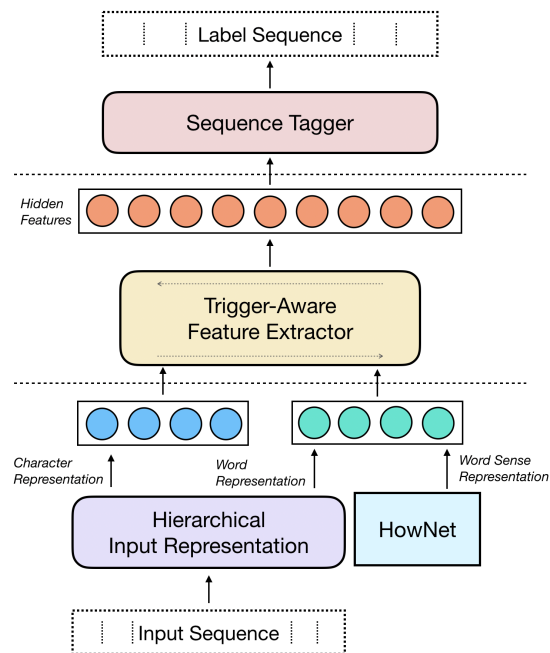 Label Sequence
Sequence Tagger
Hidden
Features
Trigger-Aware
Feature Extractor
Character
Representation
Word
Representation
Word Sense
Representation
Hierarchical
Input Representation
HowNet
Input Sequence